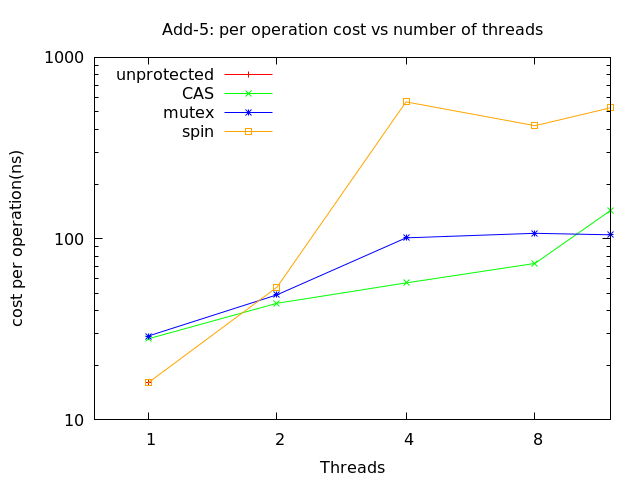 Add-5: per operation cost vs number of threads
1000
unprotected
CAS
mutex
spin
cost per operation(ns)
100
10
1 2 4 8
Threads